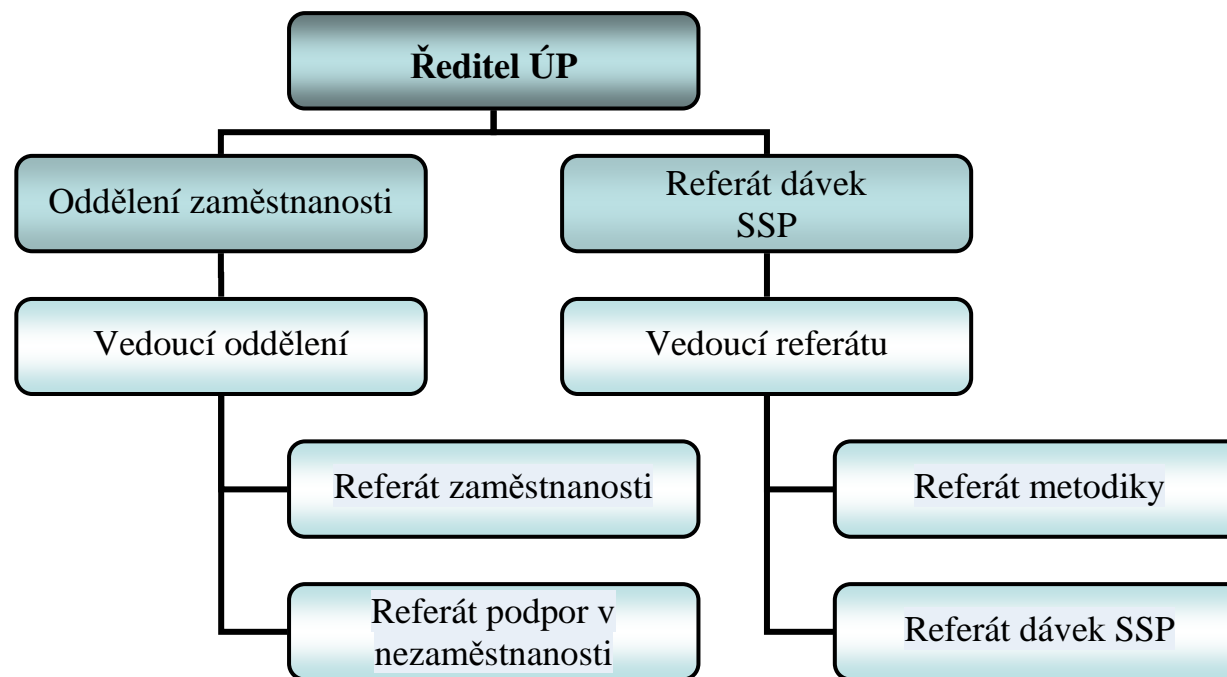 Ředitel ÚP
Oddělení zaměstnanosti
Referát dávek
SSP
Vedoucí oddělení
Vedoucí referátu
Referát zaměstnanosti
Referát metodiky
Referát podpor v
nezaměstnanosti
Referát dávek SSP